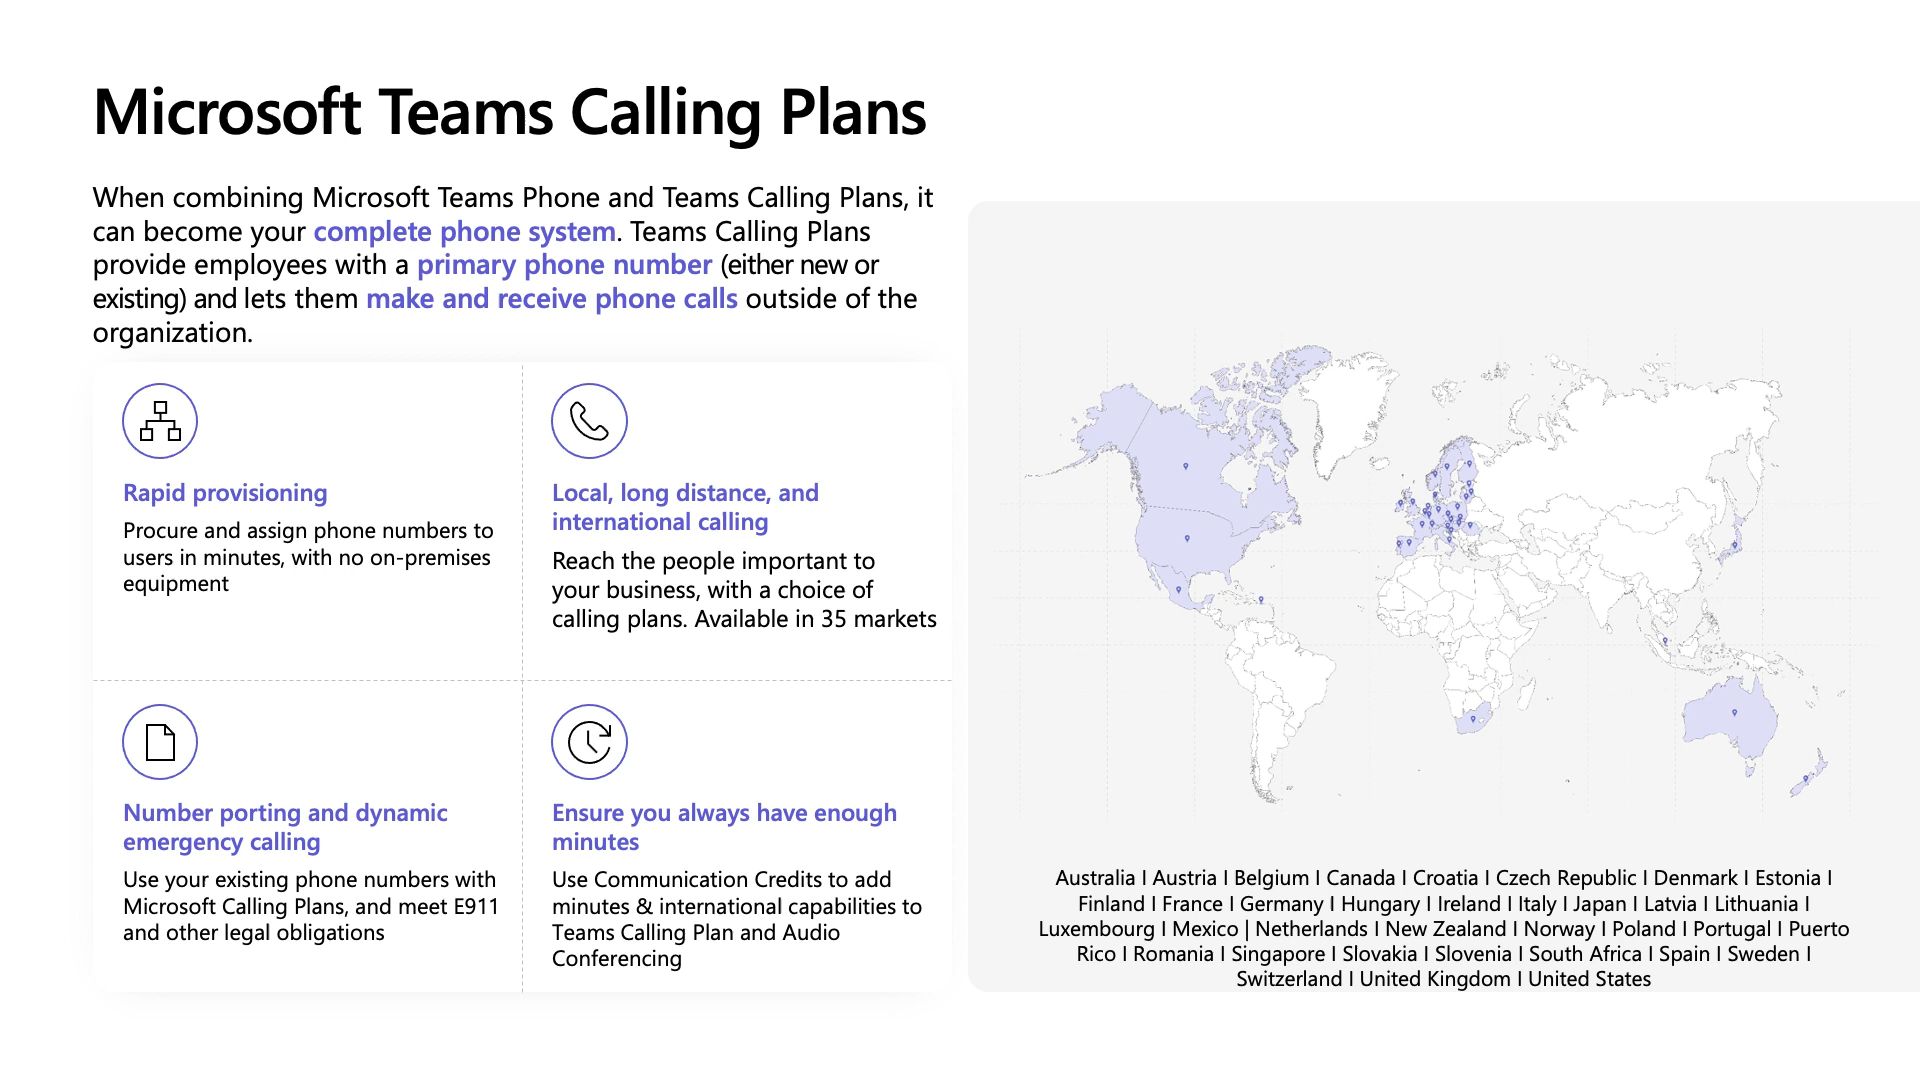 Microsoft Teams Calling Plans
When combining Microsoft Teams Phone and Teams Calling Plans, it
can become your complete phone system. Teams Calling Plans
provide employees with a primary phone number (either new or
existing) and lets them make and receive phone calls outside of the
organization.
Rapid provisioning
Procure and assign phone numbers to
users in minutes, with no on-premises
equipment
Local, long distance, and
international calling
Reach the people important to
your business, with a choice of
calling plans. Available in 35 markets
Number porting and dynamic
emergency calling
Use your existing phone numbers with
Microsoft Calling Plans, and meet E911
and other legal obligations
Ensure you always have enough
minutes
Use Communication Credits to add
minutes & international capabilities to
Teams Calling Plan and Audio
Conferencing
Australia I Austria I Belgium I Canada I Croatia I Czech Republic I Denmark I Estonia I
Finland I France I Germany I Hungary I Ireland I Italy I Japan I Latvia I Lithuania I
Luxembourg I Mexico | Netherlands I New Zealand I Norway I Poland I Portugal I Puerto
Rico I Romania I Singapore I Slovakia I Slovenia I South Africa I Spain I Sweden I
Switzerland I United Kingdom I United States